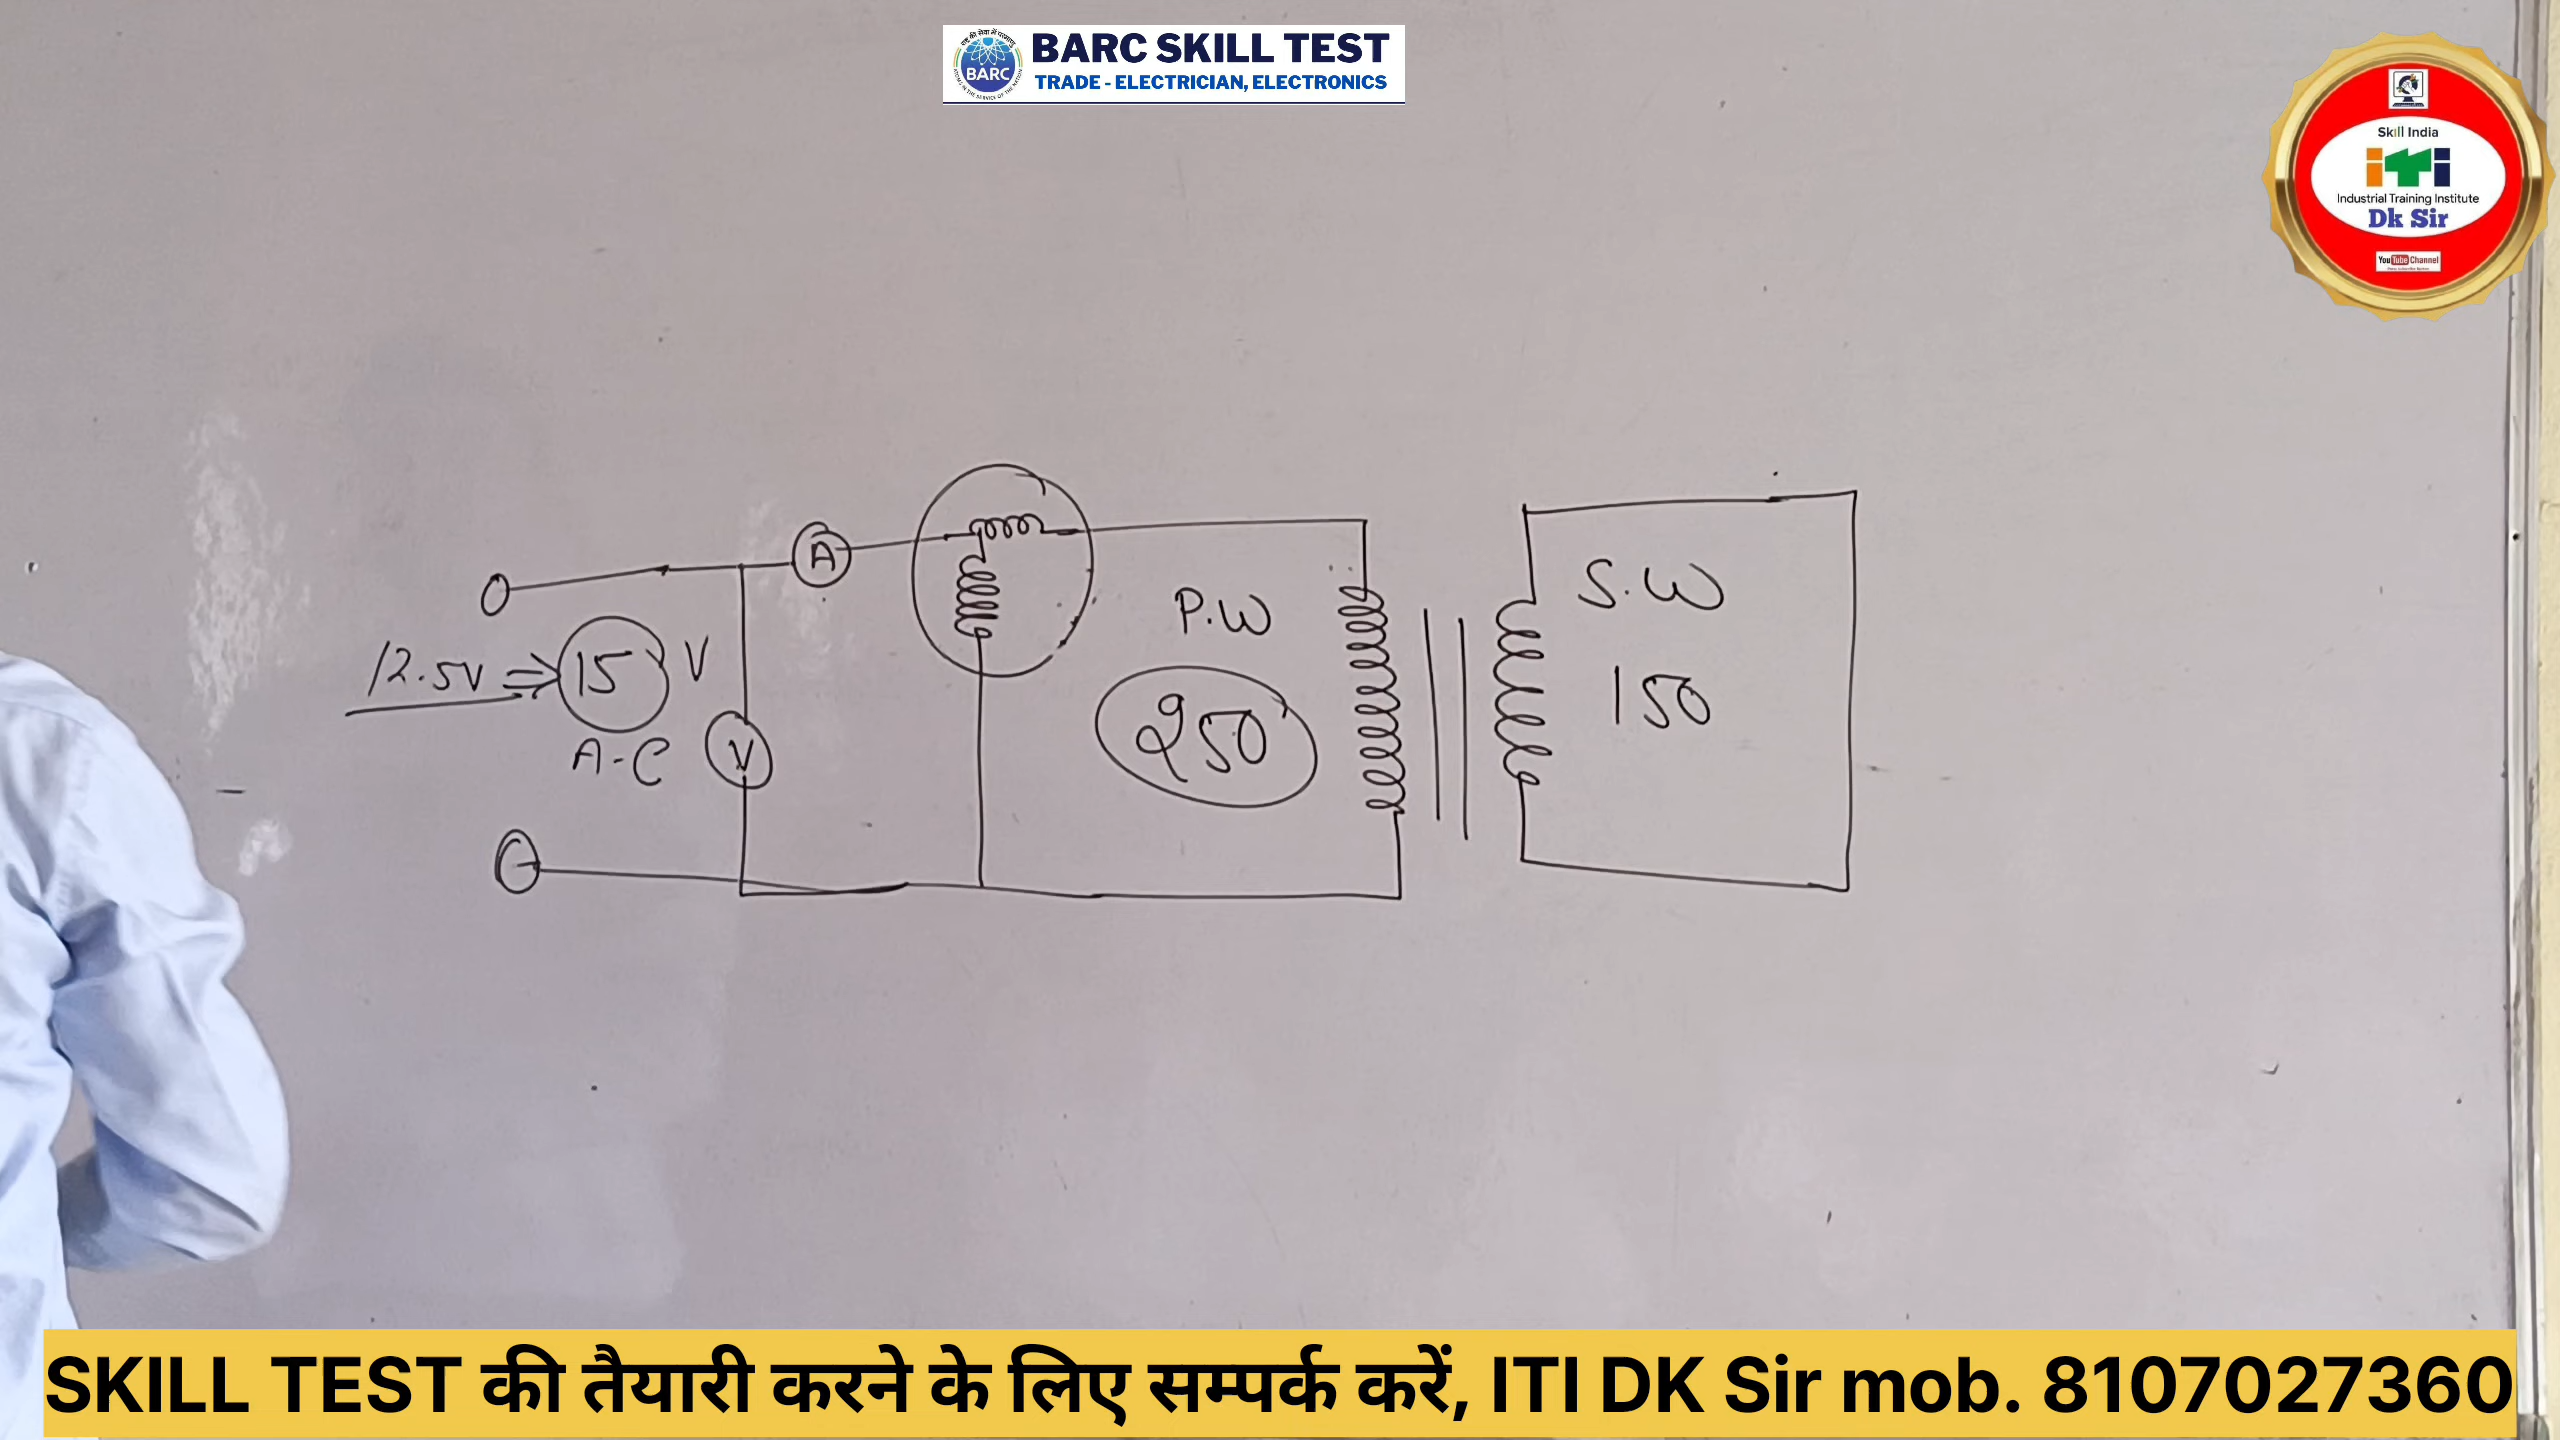 BARC
BARC SKILL TEST
TRADE - ELECTRICIAN, ELECTRONICS
Skill India
iTi
Industrial Training Institute
Dk Sir
YouTube Channel
A
P.W
250
S.W
150
12.5V ⇒ 15 V
A-C
V
SKILL TEST की तैयारी करने के लिए सम्पर्क करें, ITI DK Sir mob. 8107027360